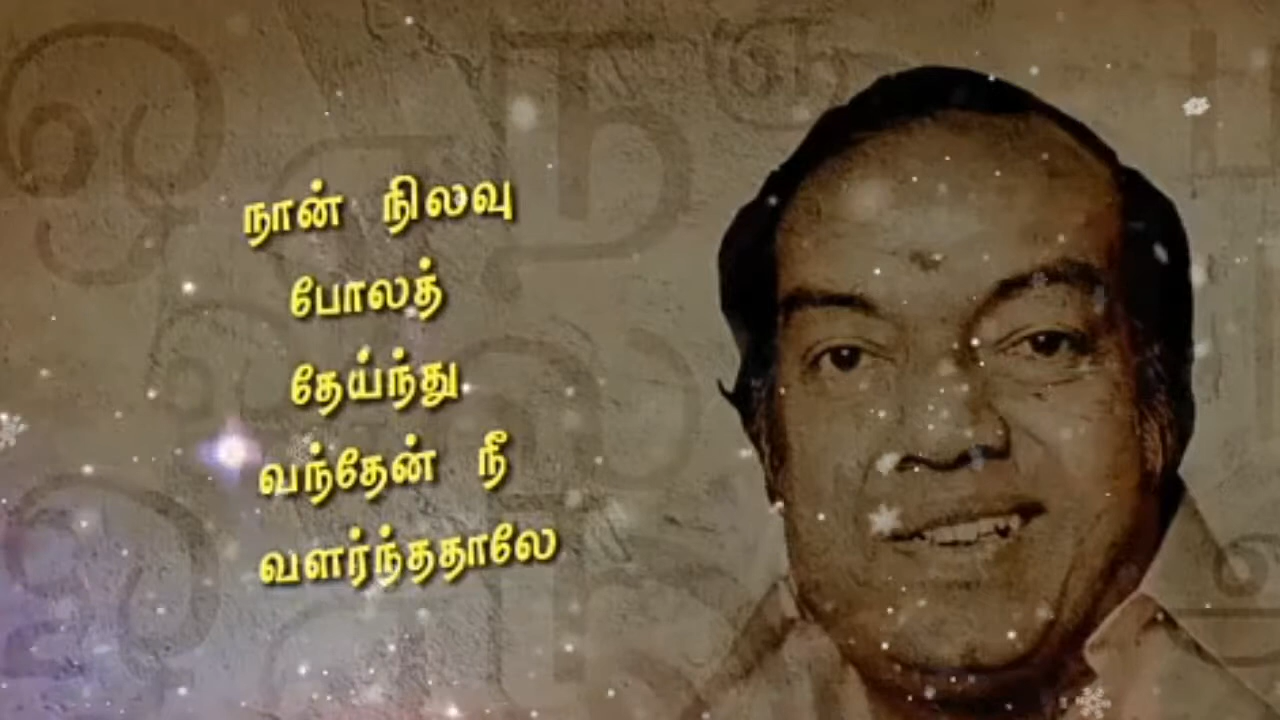 நான் நிலவு
போலத்
தேய்ந்து
வந்தேன் நீ
வளர்ந்ததாலே